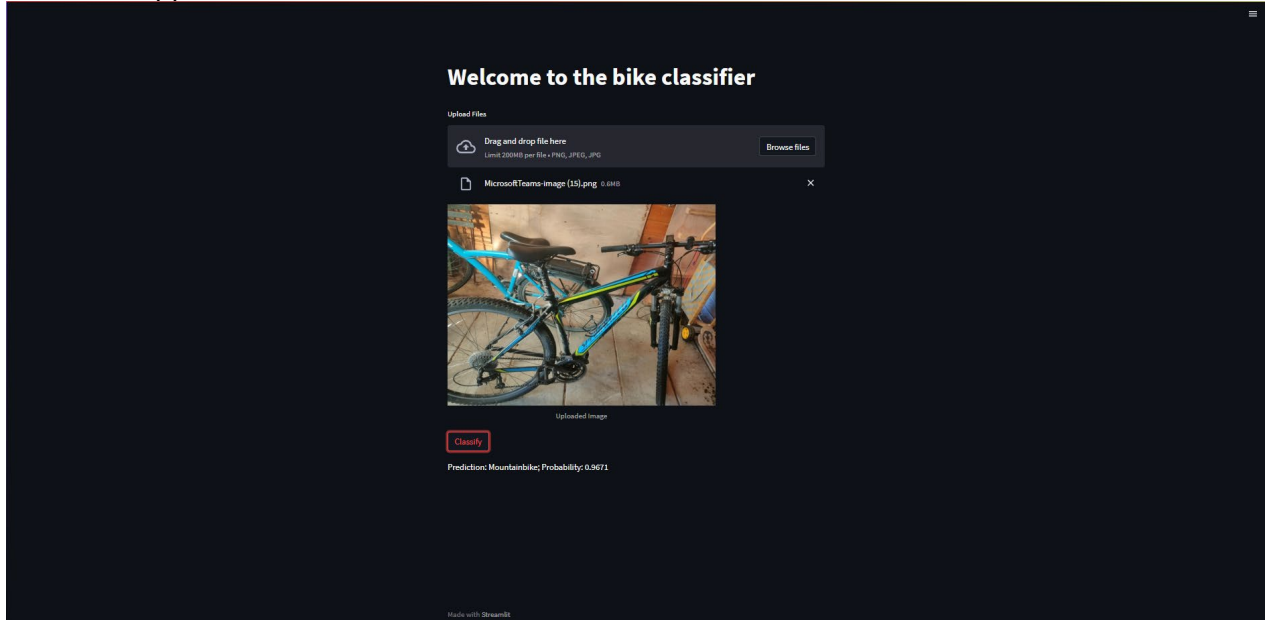 Welcome to the bike classifier
Upload Files
Drag and drop file here
Limit 200MB per file • PNG, JPEG, JPG
Browse files
MicrosoftTeams-image (15).png 0.6MB
Uploaded Image
Classify
Prediction: Mountainbike; Probability: 0.9671
Made with Streamlit